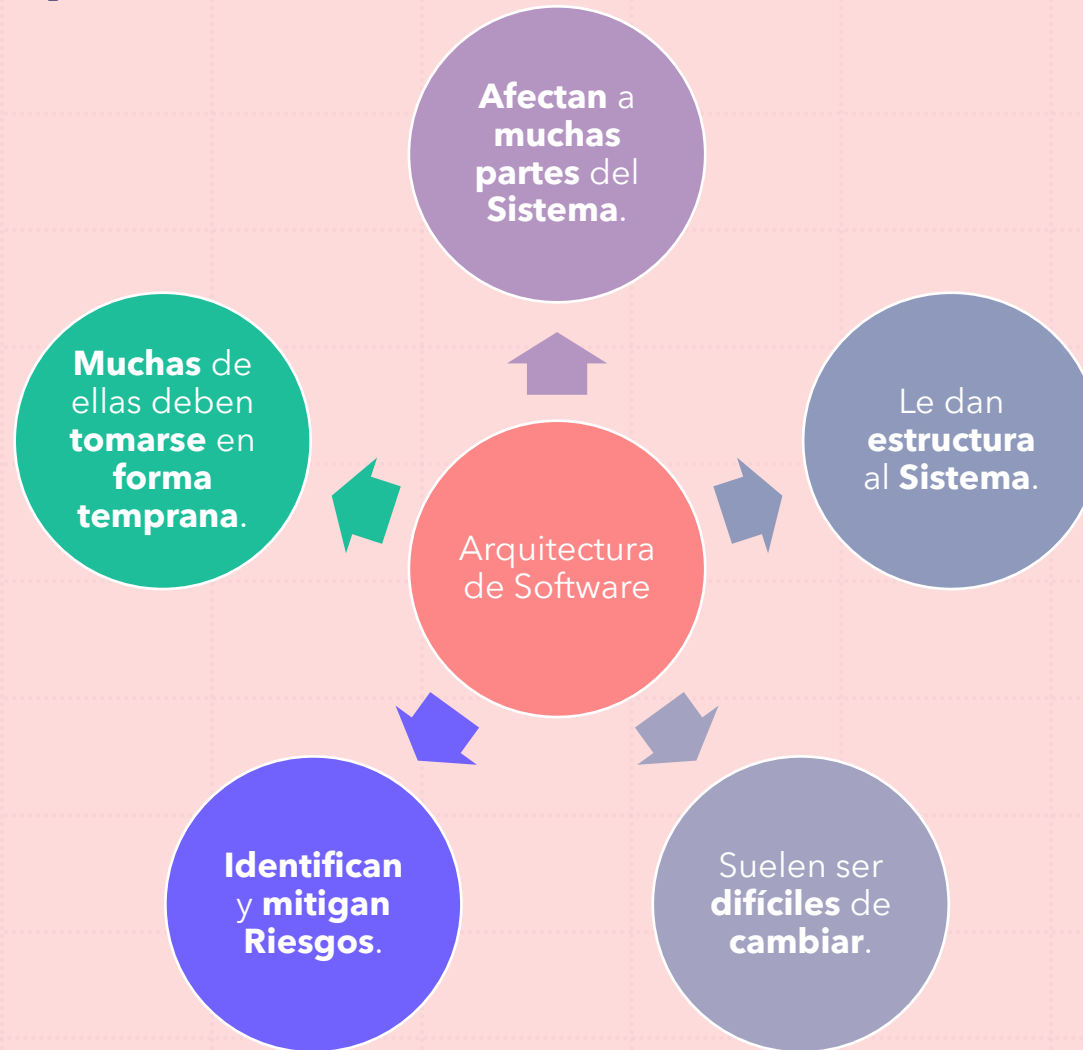 Afectan a
muchas
partes del
Sistema.
Muchas de
ellas deben
tomarse en
forma
temprana.
Le dan
estructura
al Sistema.
Arquitectura
de Software
Identifican
y mitigan
Riesgos.
Suelen ser
difíciles de
cambiar.